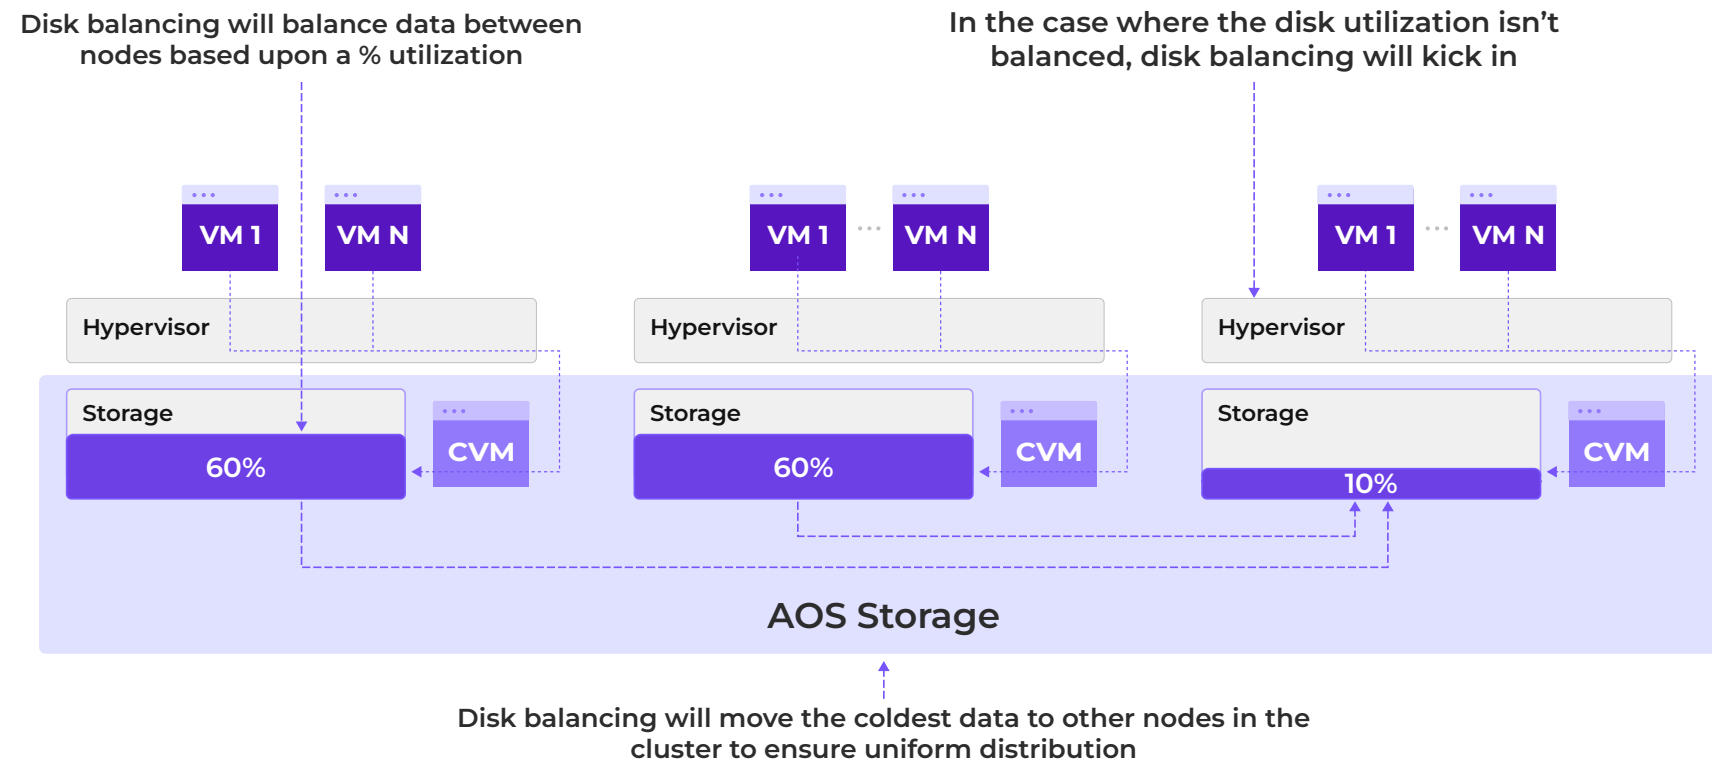 Disk balancing will balance data between
nodes based upon a % utilization
In the case where the disk utilization isn’t
balanced, disk balancing will kick in
VM 1
VM N
VM 1
...
VM N
VM 1
...
VM N
Hypervisor
Hypervisor
Hypervisor
Storage
60%
CVM
Storage
60%
CVM
Storage
10%
CVM
AOS Storage
Disk balancing will move the coldest data to other nodes in the
cluster to ensure uniform distribution